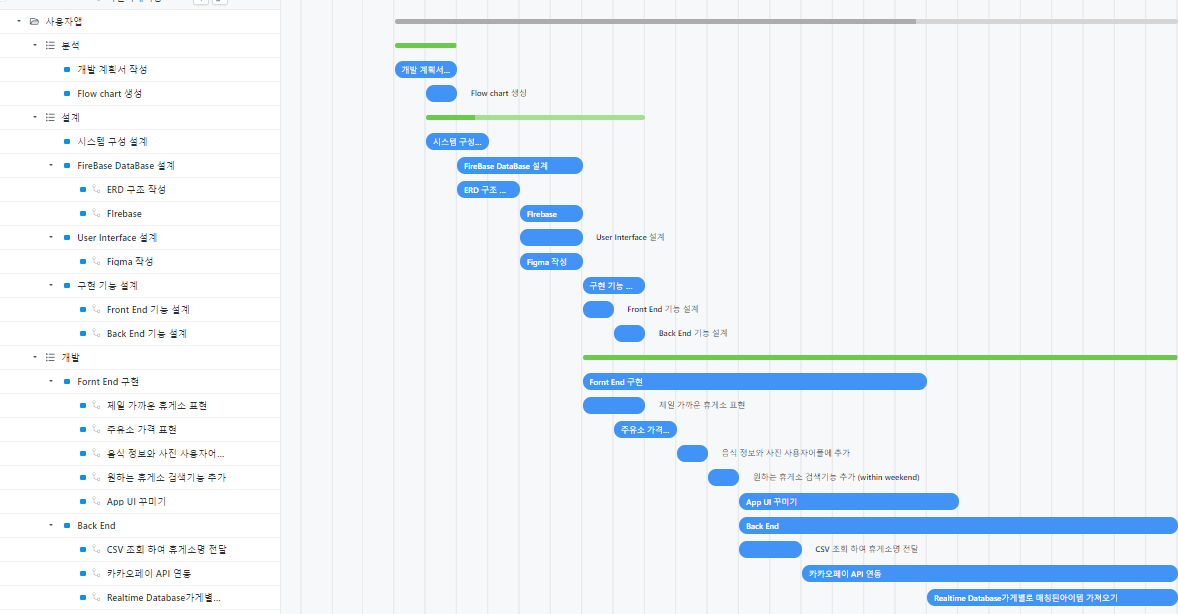 사용자앱
분석
개발 계획서 작성
개발 계획서...
Flow chart 생성
Flow chart 생성
설계
시스템 구성 설계
시스템 구성...
FireBase DataBase 설계
FireBase DataBase 설계
ERD 구조 작성
ERD 구조 ...
FIrebase
FIrebase
User Interface 설계
User Interface 설계
Figma 작성
Figma 작성
구현 기능 설계
구현 기능 ...
Front End 기능 설계
Front End 기능 설계
Back End 기능 설계
Back End 기능 설계
개발
Fornt End 구현
Fornt End 구현
제일 가까운 휴게소 표현
제일 가까운 휴게소 표현
주유소 가격 표현
주유소 가격...
음식 정보와 사진 사용자어...
음식 정보와 사진 사용자어플에 추가
원하는 휴게소 검색기능 추가
원하는 휴게소 검색기능 추가 (within weekend)
App UI 꾸미기
App UI 꾸미기
Back End
Back End
CSV 조회 하여 휴게소명 전달
CSV 조회 하여 휴게소명 전달
카카오페이 API 연동
카카오페이 API 연동
Realtime Database가게별...
Realtime Database가게별로 매칭된아이템 가져오기